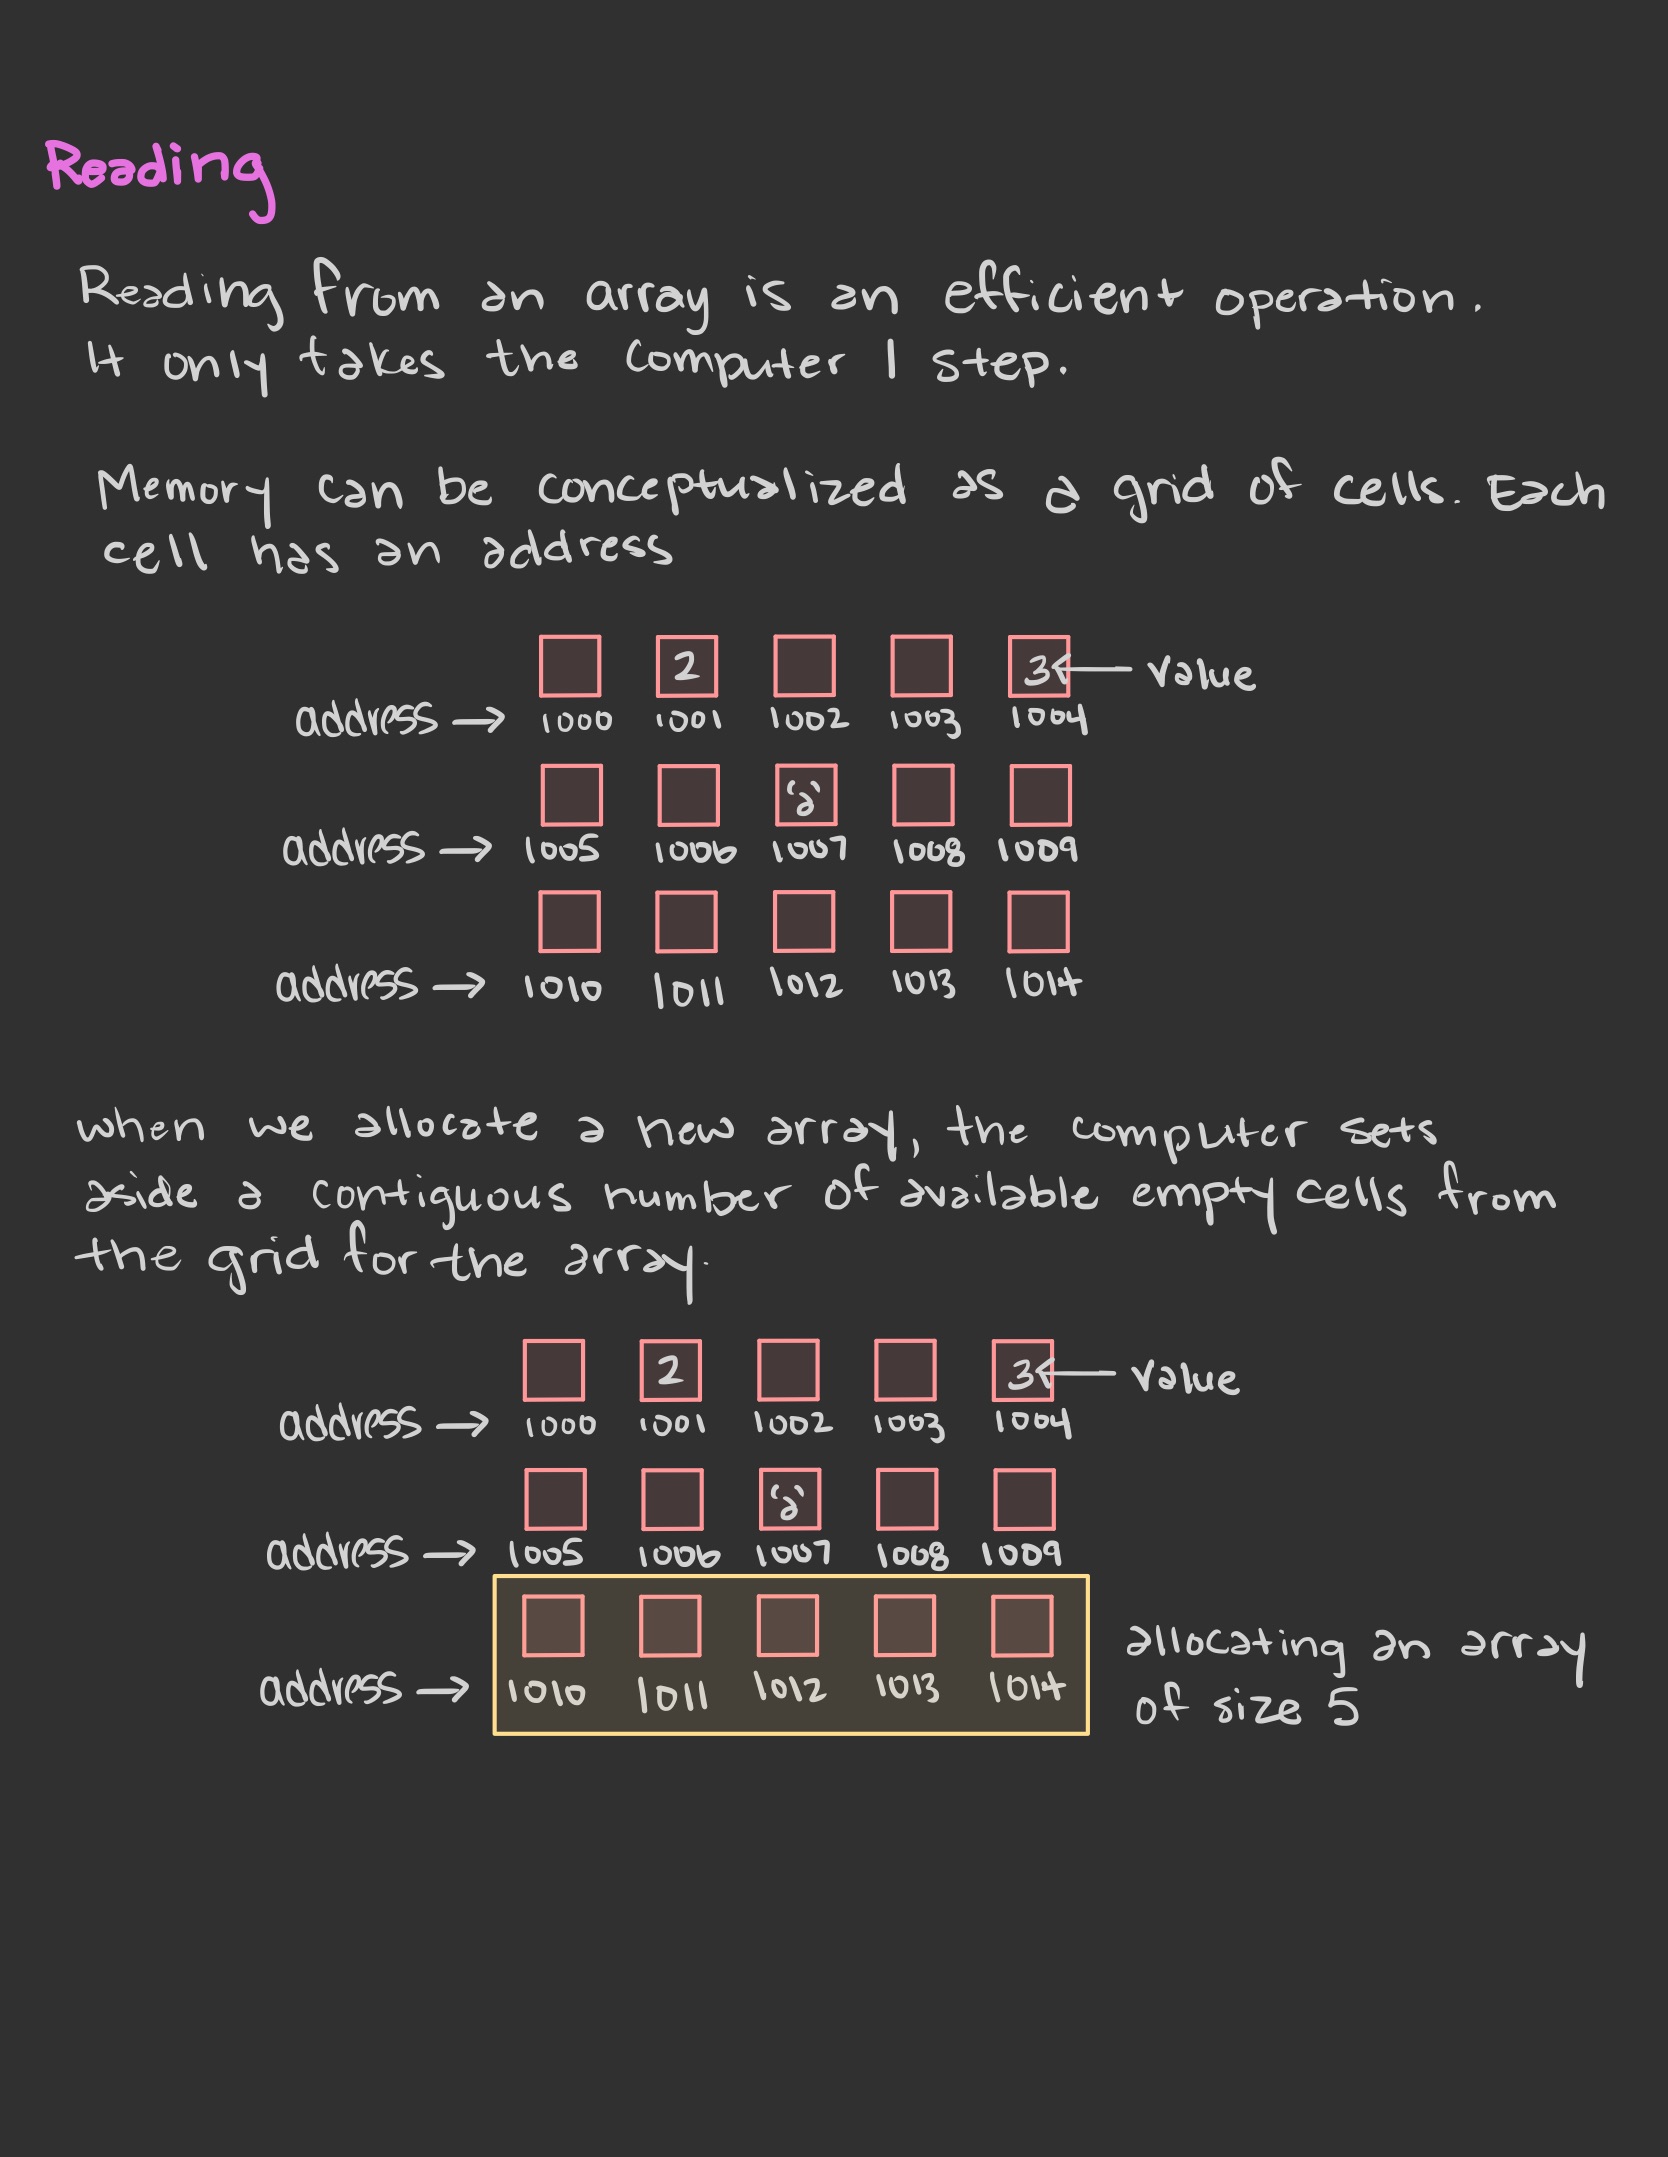 Reading
Reading from an array is an efficient operation.
It only takes the computer 1 step.
Memory can be conceptualized as a grid of cells. Each
cell has an address
2 3 ← value
address → 1000 1001 1002 1003 1004
'a'
address → 1005 1006 1007 1008 1009
address → 1010 1011 1012 1013 1014
when we allocate a new array, the computer sets
aside a contiguous number of available empty cells from
the grid for the array.
2 3 ← value
address → 1000 1001 1002 1003 1004
'a'
address → 1005 1006 1007 1008 1009
allocating an array
address → 1010 1011 1012 1013 1014
of size 5